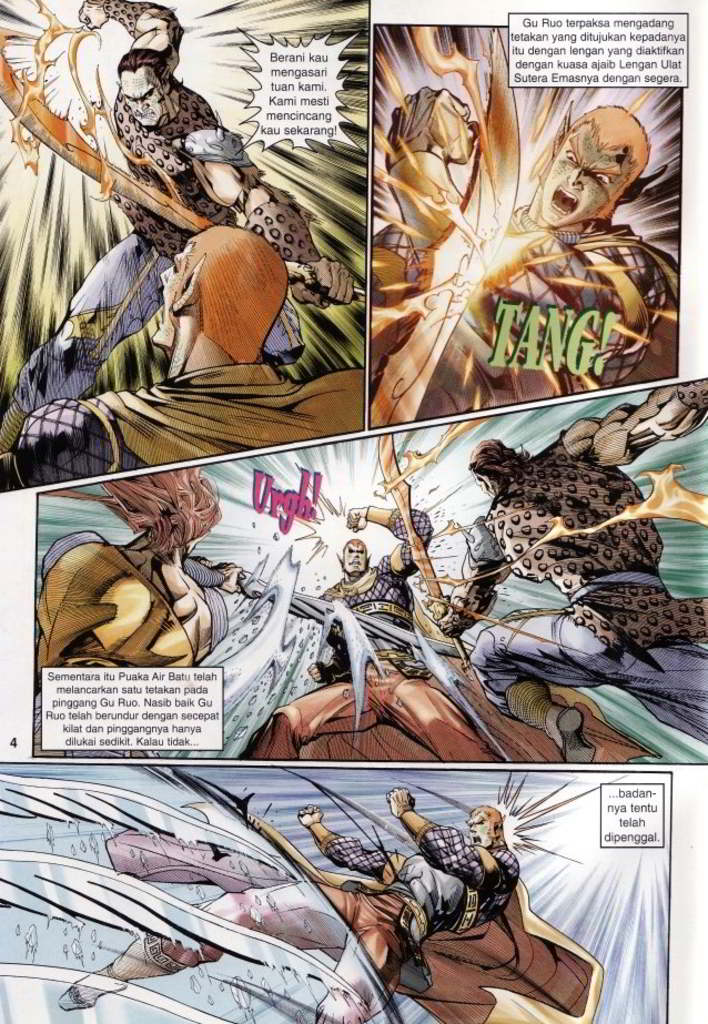 Berani kau
mengasari
tuan kami.
Kami mesti
mencincang
kau sekarang!
Gu Ruo terpaksa mengadang
tetakan yang ditujukan kepadanya
itu dengan lengan yang diaktifkan
dengan kuasa ajaib Lengan Ulat
Sutera Emasnya dengan segera.
TANG!
Urgh!
Sementara itu Puaka Air Batu telah
melancarkan satu tetakan pada
pinggang Gu Ruo. Nasib baik Gu
Ruo telah berundur dengan secepat
kilat dan pinggangnya hanya
dilukai sedikit. Kalau tidak...
4
...badan-
nya tentu
telah
dipenggal.